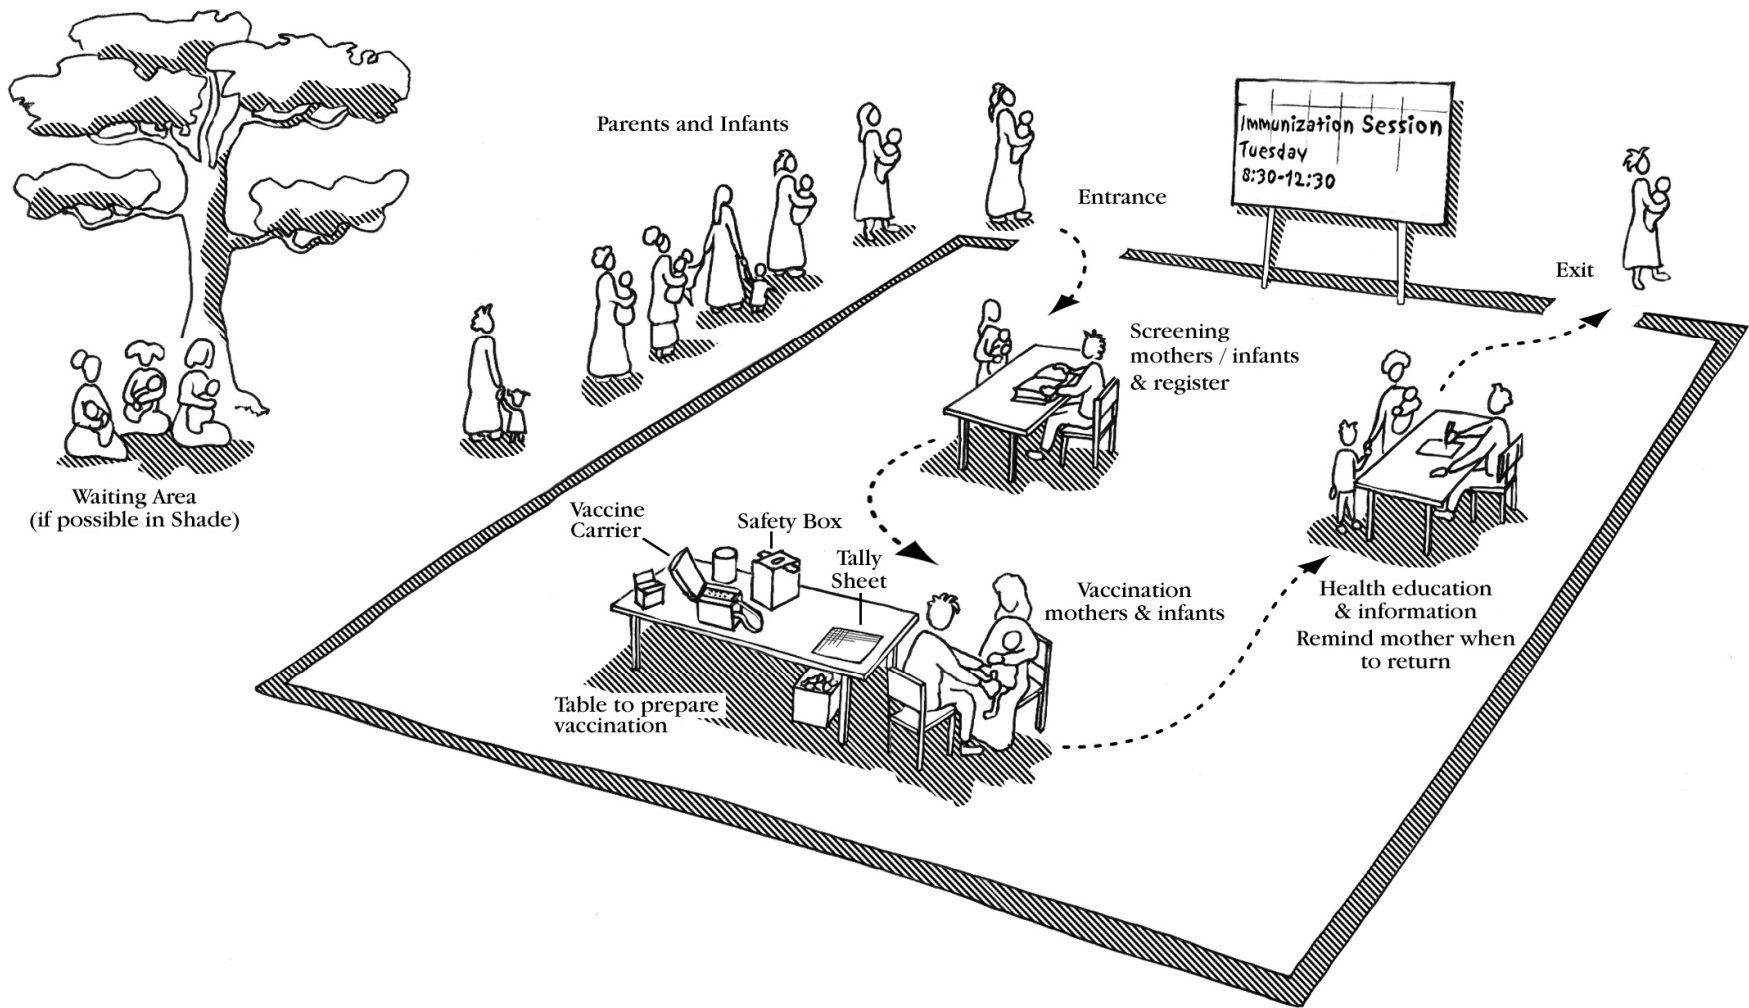 Parents and Infants
Entrance
Immunization Session
Tuesday
8:30-12:30
Exit
Screening
mothers / infants
& register
Waiting Area
(if possible in Shade)
Vaccine
Carrier
Safety Box
Tally
Sheet
Vaccination
mothers & infants
Health education
& information
Remind mother when
to return
Table to prepare
vaccination